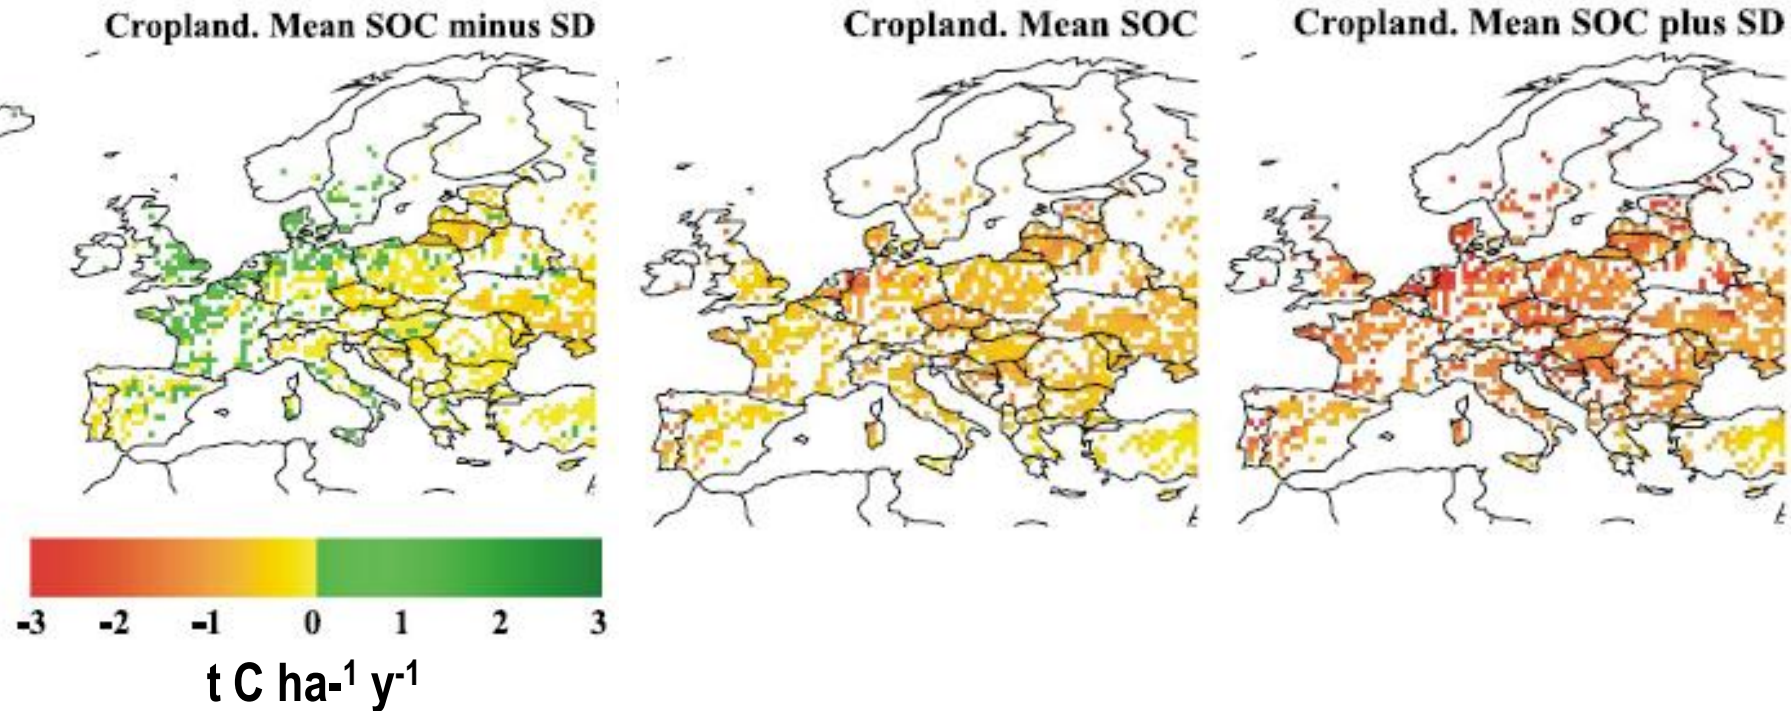 Cropland. Mean SOC minus SD
Cropland. Mean SOC
Cropland. Mean SOC plus SD
-3 -2 -1 0 1 2 3
t C ha-¹ y⁻¹